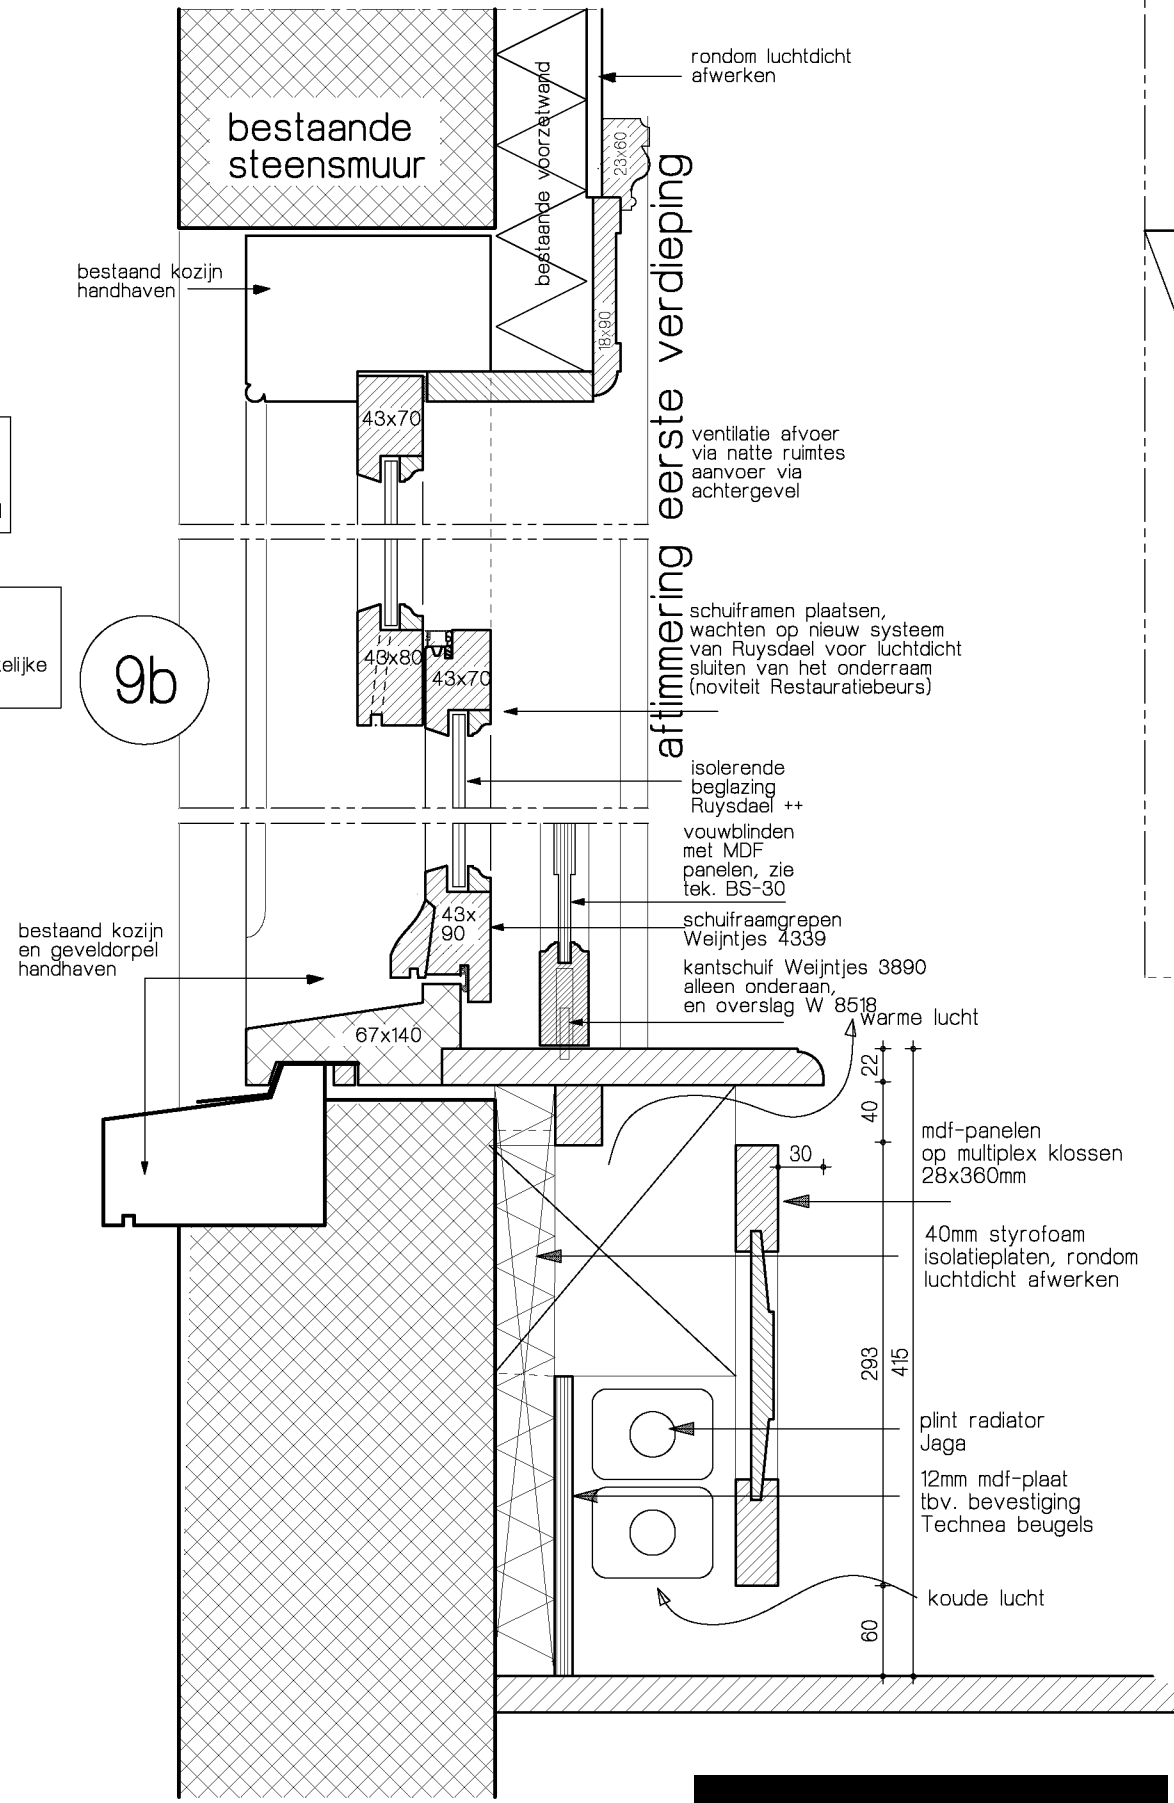 rondom luchtdicht
afwerken
bestaande
steensmuur
bestaande voorzetwand
23x60
bestaand kozijn
handhaven
18x90
aftimmering eerste verdieping
43x70
ventilatie afvoer
via natte ruimtes
aanvoer via
achtergevel
schuiframen plaatsen,
wachten op nieuw systeem
van Ruysdael voor luchtdicht
sluiten van het onderraam
(noviteit Restauratiebeurs)
elijke
9b
43x80
43x70
isolerende
beglazing
Ruysdael ++
vouwblinden
met MDF
panelen, zie
tek. BS-30
schuifraamgrepen
Weijntjes 4339
43x
90
bestaand kozijn
en geveldorpel
handhaven
kantschuif Weijntjes 3890
alleen onderaan,
en overslag W 8518
warme lucht
67x140
22
40
30
mdf-panelen
op multiplex klossen
28x360mm
40mm styrofoam
isolatieplaten, rondom
luchtdicht afwerken
293
415
plint radiator
Jaga
12mm mdf-plaat
tbv. bevestiging
Technea beugels
koude lucht
60